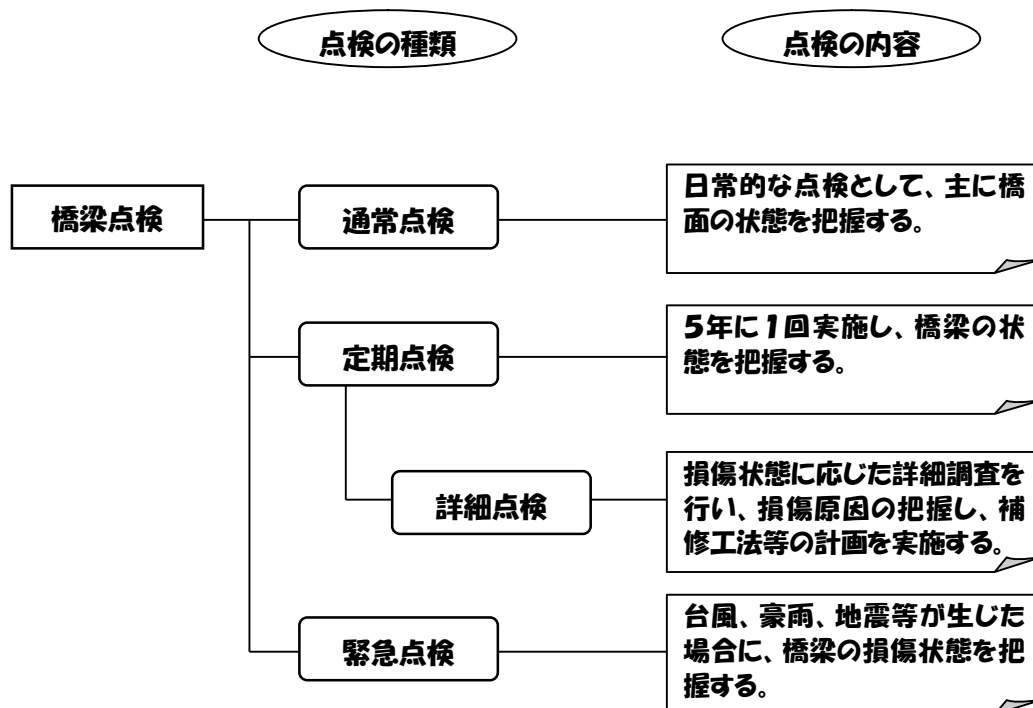 点検の種類
点検の内容
橋梁点検
通常点検
日常的な点検として、主に橋
面の状態を把握する。
定期点検
5年に1回実施し、橋梁の状
態を把握する。
詳細点検
損傷状態に応じた詳細調査を
行い、損傷原因の把握し、補
修工法等の計画を実施する。
緊急点検
台風、豪雨、地震等が生じた
場合に、橋梁の損傷状態を把
握する。